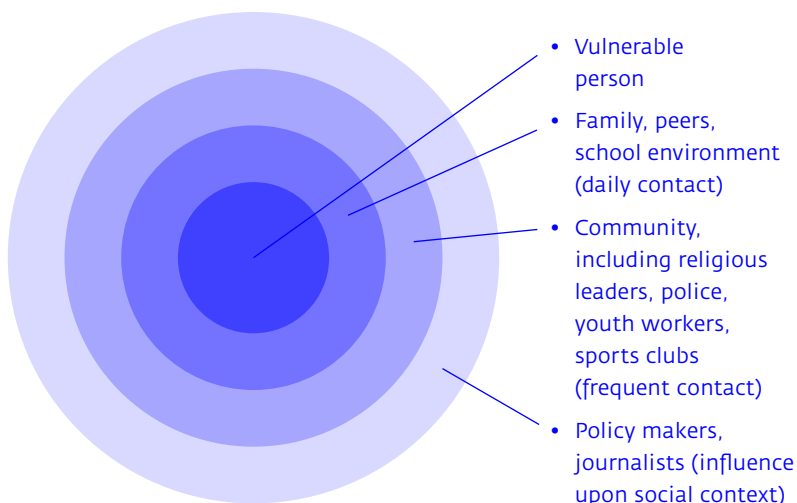 • Vulnerable
person
• Family, peers,
school environment
(daily contact)
• Community,
including religious
leaders, police,
youth workers,
sports clubs
(frequent contact)
• Policy makers,
journalists (influence
upon social context)